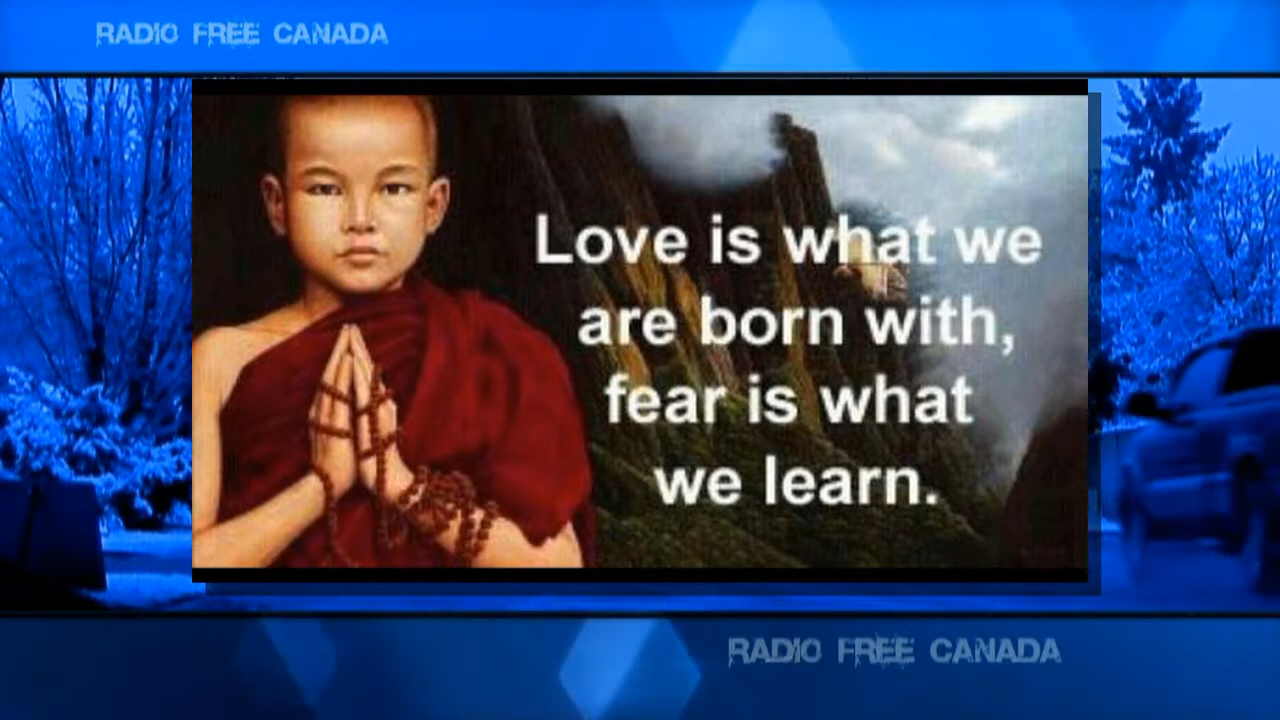 RADIO FREE CANADA
Love is what we
are born with,
fear is what
we learn.
RADIO FREE CANADA